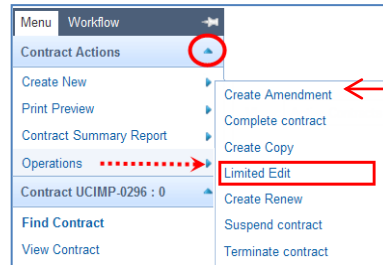 Menu Workflow
Contract Actions
Create New
Print Preview
Contract Summary Report
Operations
Contract UCIMP-0296 : 0
Find Contract
View Contract
Create Amendment
Complete contract
Create Copy
Limited Edit
Create Renew
Suspend contract
Terminate contract